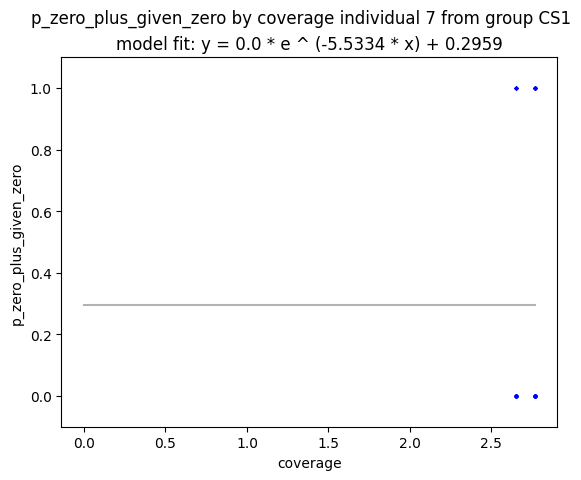 p_zero_plus_given_zero by coverage individual 7 from group CS1
model fit: y = 0.0 * e ^ (-5.5334 * x) + 0.2959
1.0
0.8
0.6
0.4
0.2
0.0
p_zero_plus_given_zero
0.0 0.5 1.0 1.5 2.0 2.5
coverage